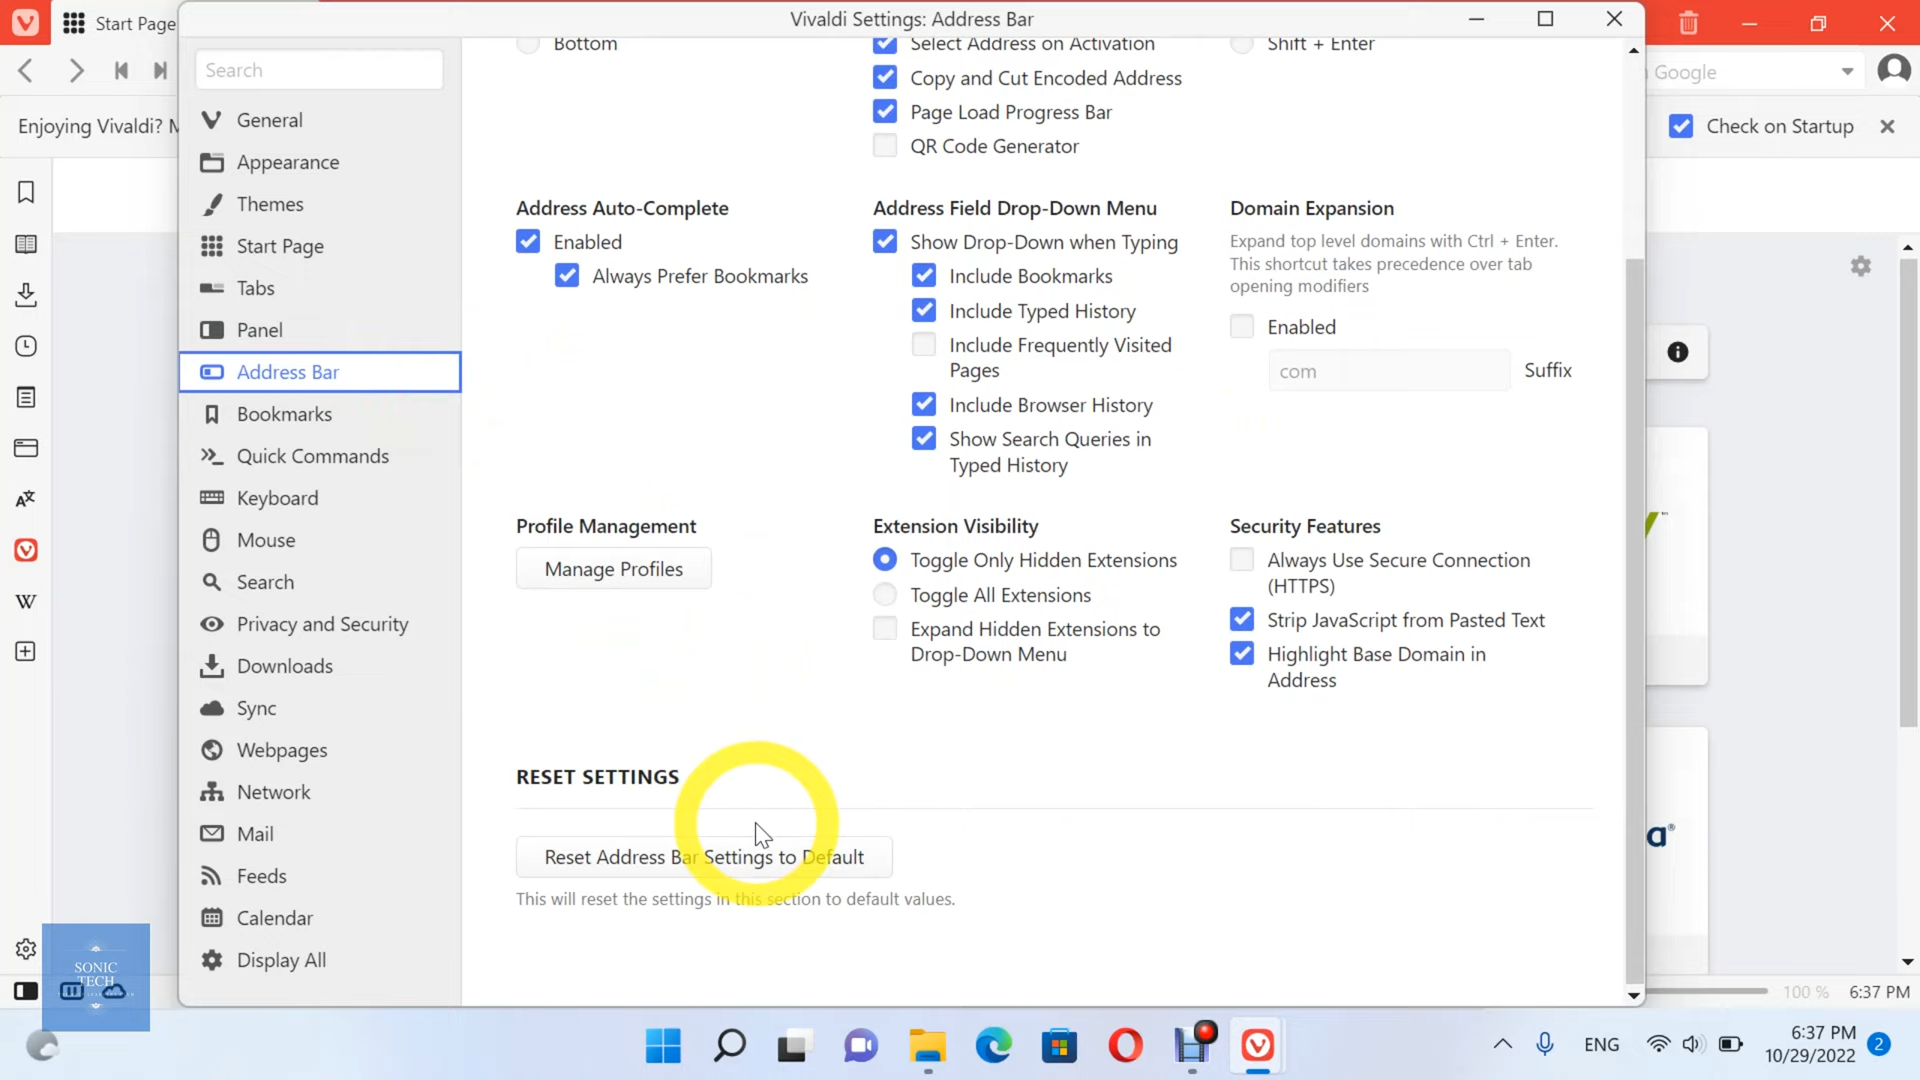 Start Page
Vivaldi Settings: Address Bar
Google
Enjoying Vivaldi?
Check on Startup
Search
General
Appearance
Themes
Start Page
Tabs
Panel
Address Bar
Bookmarks
Quick Commands
Keyboard
Mouse
Search
Privacy and Security
Downloads
Sync
Webpages
Network
Mail
Feeds
Calendar
Display All
Bottom
Select Address on Activation
Shift + Enter
Copy and Cut Encoded Address
Page Load Progress Bar
QR Code Generator
Address Auto-Complete
Enabled
Always Prefer Bookmarks
Address Field Drop-Down Menu
Show Drop-Down when Typing
Include Bookmarks
Include Typed History
Include Frequently Visited
Pages
Include Browser History
Show Search Queries in
Typed History
Domain Expansion
Expand top level domains with Ctrl + Enter.
This shortcut takes precedence over tab
opening modifiers
Enabled
com
Suffix
Profile Management
Manage Profiles
Extension Visibility
Toggle Only Hidden Extensions
Toggle All Extensions
Expand Hidden Extensions to
Drop-Down Menu
Security Features
Always Use Secure Connection
(HTTPS)
Strip JavaScript from Pasted Text
Highlight Base Domain in
Address
RESET SETTINGS
Reset Address Bar Settings to Default
This will reset the settings in this section to default values.
SONIC
TECH
100 %
6:37 PM
ENG
6:37 PM
10/29/2022
2